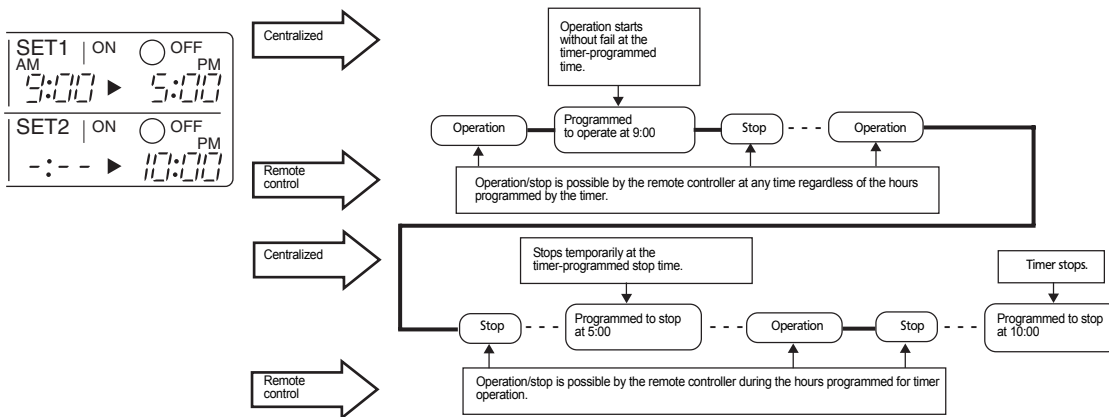 SET1 ON OFF
AM PM
9:00 ▶ 5:00
SET2 ON OFF
PM
-:-- ▶ 10:00
Centralized
Operation starts
without fail at the
timer-programmed
time.
Operation
Programmed
to operate at 9:00
Stop
Operation
Remote
control
Operation/stop is possible by the remote controller at any time regardless of the hours
programmed by the timer.
Centralized
Stops temporarily at the
timer-programmed stop time.
Timer stops.
Stop
Programmed to stop
at 5:00
Operation
Stop
Programmed to stop
at 10:00
Remote
control
Operation/stop is possible by the remote controller during the hours programmed for timer
operation.